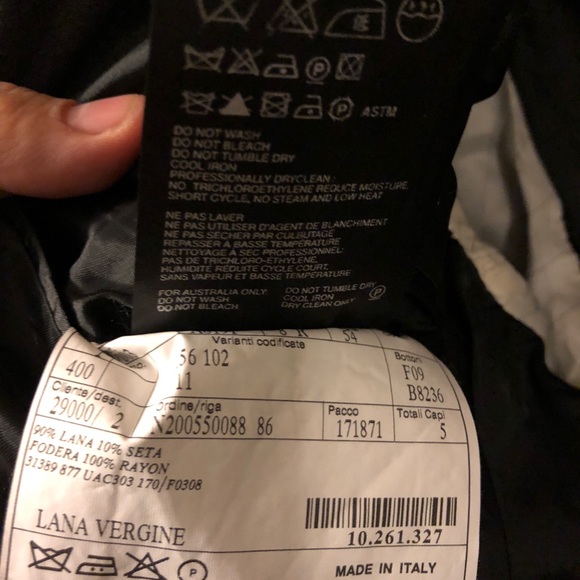 ASTM
DO NOT WASH
DO NOT BLEACH
DO NOT TUMBLE DRY
COOL IRON
PROFESSIONALLY DRYCLEAN :
NO TRICHLOROETHYLENE REDUCE MOISTURE,
SHORT CYCLE, NO STEAM AND LOW HEAT
NE PAS LAVER
NE PAS UTILISER D'AGENT DE BLANCHIMENT
NE PAS SECHER PAR CULBUTAGE
REPASSER A BASSE TEMPERATURE
NETTOYAGE A SEC PROFESSIONNEL:
PAS DE TRICHLORO-ETHYLENE,
HUMIDITE REDUITE CYCLE COURT,
SANS VAPEUR ET BASSE TEMPERATURE
FOR AUSTRALIA ONLY: DO NOT TUMBLE DRY
DO NOT WASH COOL IRON
DO NOT BLEACH DRY CLEAN ONLY P
54
Varianti codificate
400 56 102 Bottoni F09
11 B8236
Cliente/dest. Ordine/riga Pacco Totali Capi
29000/ 2 N200550088 86 171871 5
90% LANA 10% SETA
FODERA 100% RAYON
31389 877 UAC303 170/F0308
LANA VERGINE 10.261.327
MADE IN ITALY